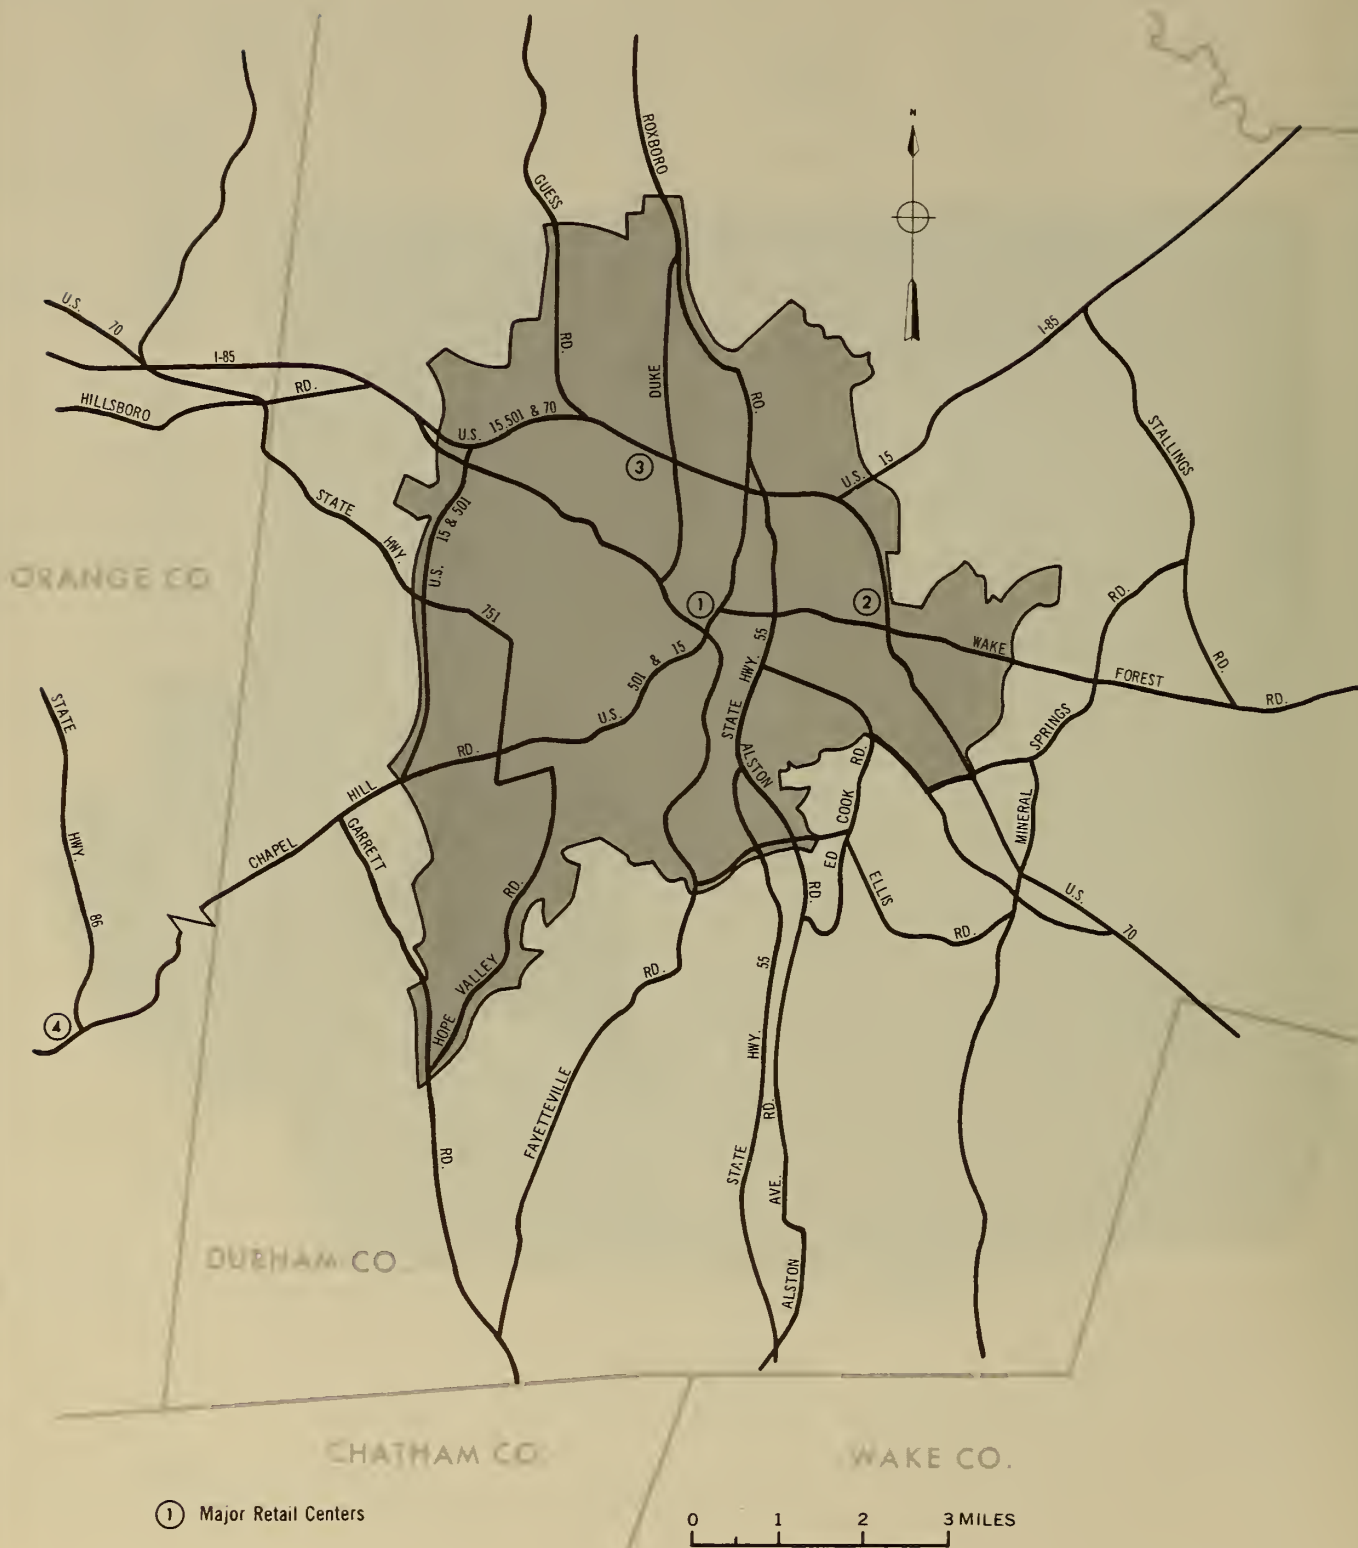 N
ROXBORO
GUESS
U.S.
70
I-85
I-85
RD.
DUKE
RD.
HILLSBORO
RD.
U.S. 15.501 & 70
STALLINGS
3
U.S. 15
STATE
HWY.
15 & 501
U.S.
ORANGE CO
751
1
2
RD.
55
WAKE
HWY.
501 & 15
RD.
FOREST
RD.
STATE
U.S.
STATE
SPRINGS
RD.
ALSTON
RD.
HILL
COOK
MINERAL
GARRETT
HWY.
CHAPEL
ED
ELLIS
RD.
RD.
U.S.
86
RD.
70
55
RD.
VALLEY
4
HOPE
HWY.
FAYETTEVILLE
RD.
RD.
STATE
AVE.
DURHAM CO.
ALSTON
CHATHAM CO.
WAKE CO.
1 Major Retail Centers
0 1 2 3 MILES